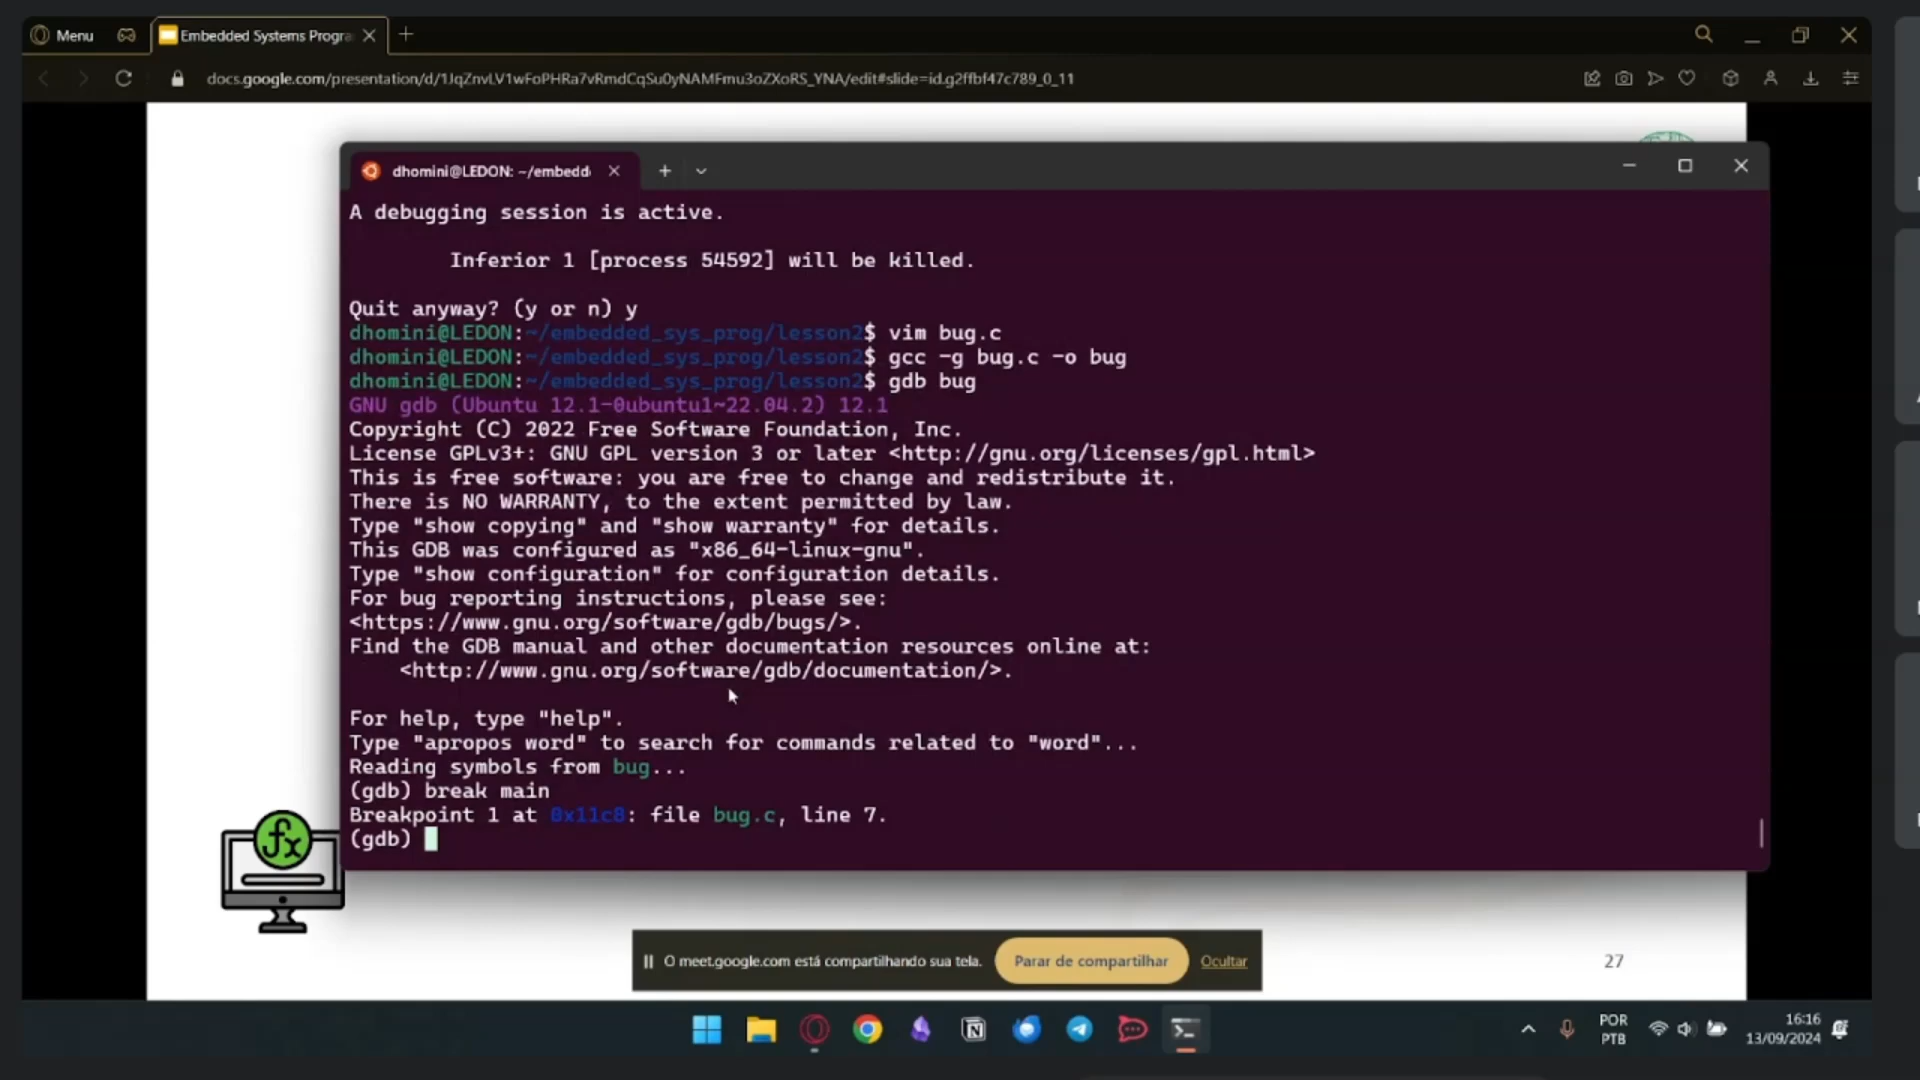 Menu
Embedded Systems Progra
docs.google.com/presentation/d/1JqZnvLV1wFoPHRa7vRmdCqSu0yNAMFmu3oZXoRS_YNA/edit#slide=id.g2ffbf47c789_0_11
dhomini@LEDON: ~/embedd
A debugging session is active.
Inferior 1 [process 54592] will be killed.
Quit anyway? (y or n) y
dhomini@LEDON:~/embedded_sys_prog/lesson2$ vim bug.c
dhomini@LEDON:~/embedded_sys_prog/lesson2$ gcc -g bug.c -o bug
dhomini@LEDON:~/embedded_sys_prog/lesson2$ gdb bug
GNU gdb (Ubuntu 12.1-0ubuntu1~22.04.2) 12.1
Copyright (C) 2022 Free Software Foundation, Inc.
License GPLv3+: GNU GPL version 3 or later <http://gnu.org/licenses/gpl.html>
This is free software: you are free to change and redistribute it.
There is NO WARRANTY, to the extent permitted by law.
Type "show copying" and "show warranty" for details.
This GDB was configured as "x86_64-linux-gnu".
Type "show configuration" for configuration details.
For bug reporting instructions, please see:
<https://www.gnu.org/software/gdb/bugs/>.
Find the GDB manual and other documentation resources online at:
<http://www.gnu.org/software/gdb/documentation/>.
For help, type "help".
Type "apropos word" to search for commands related to "word"...
Reading symbols from bug...
(gdb) break main
Breakpoint 1 at 0x11c8: file bug.c, line 7.
(gdb)
fx
O meet.google.com está compartilhando sua tela.
Parar de compartilhar
Ocultar
27
POR
PTB
16:16
13/09/2024